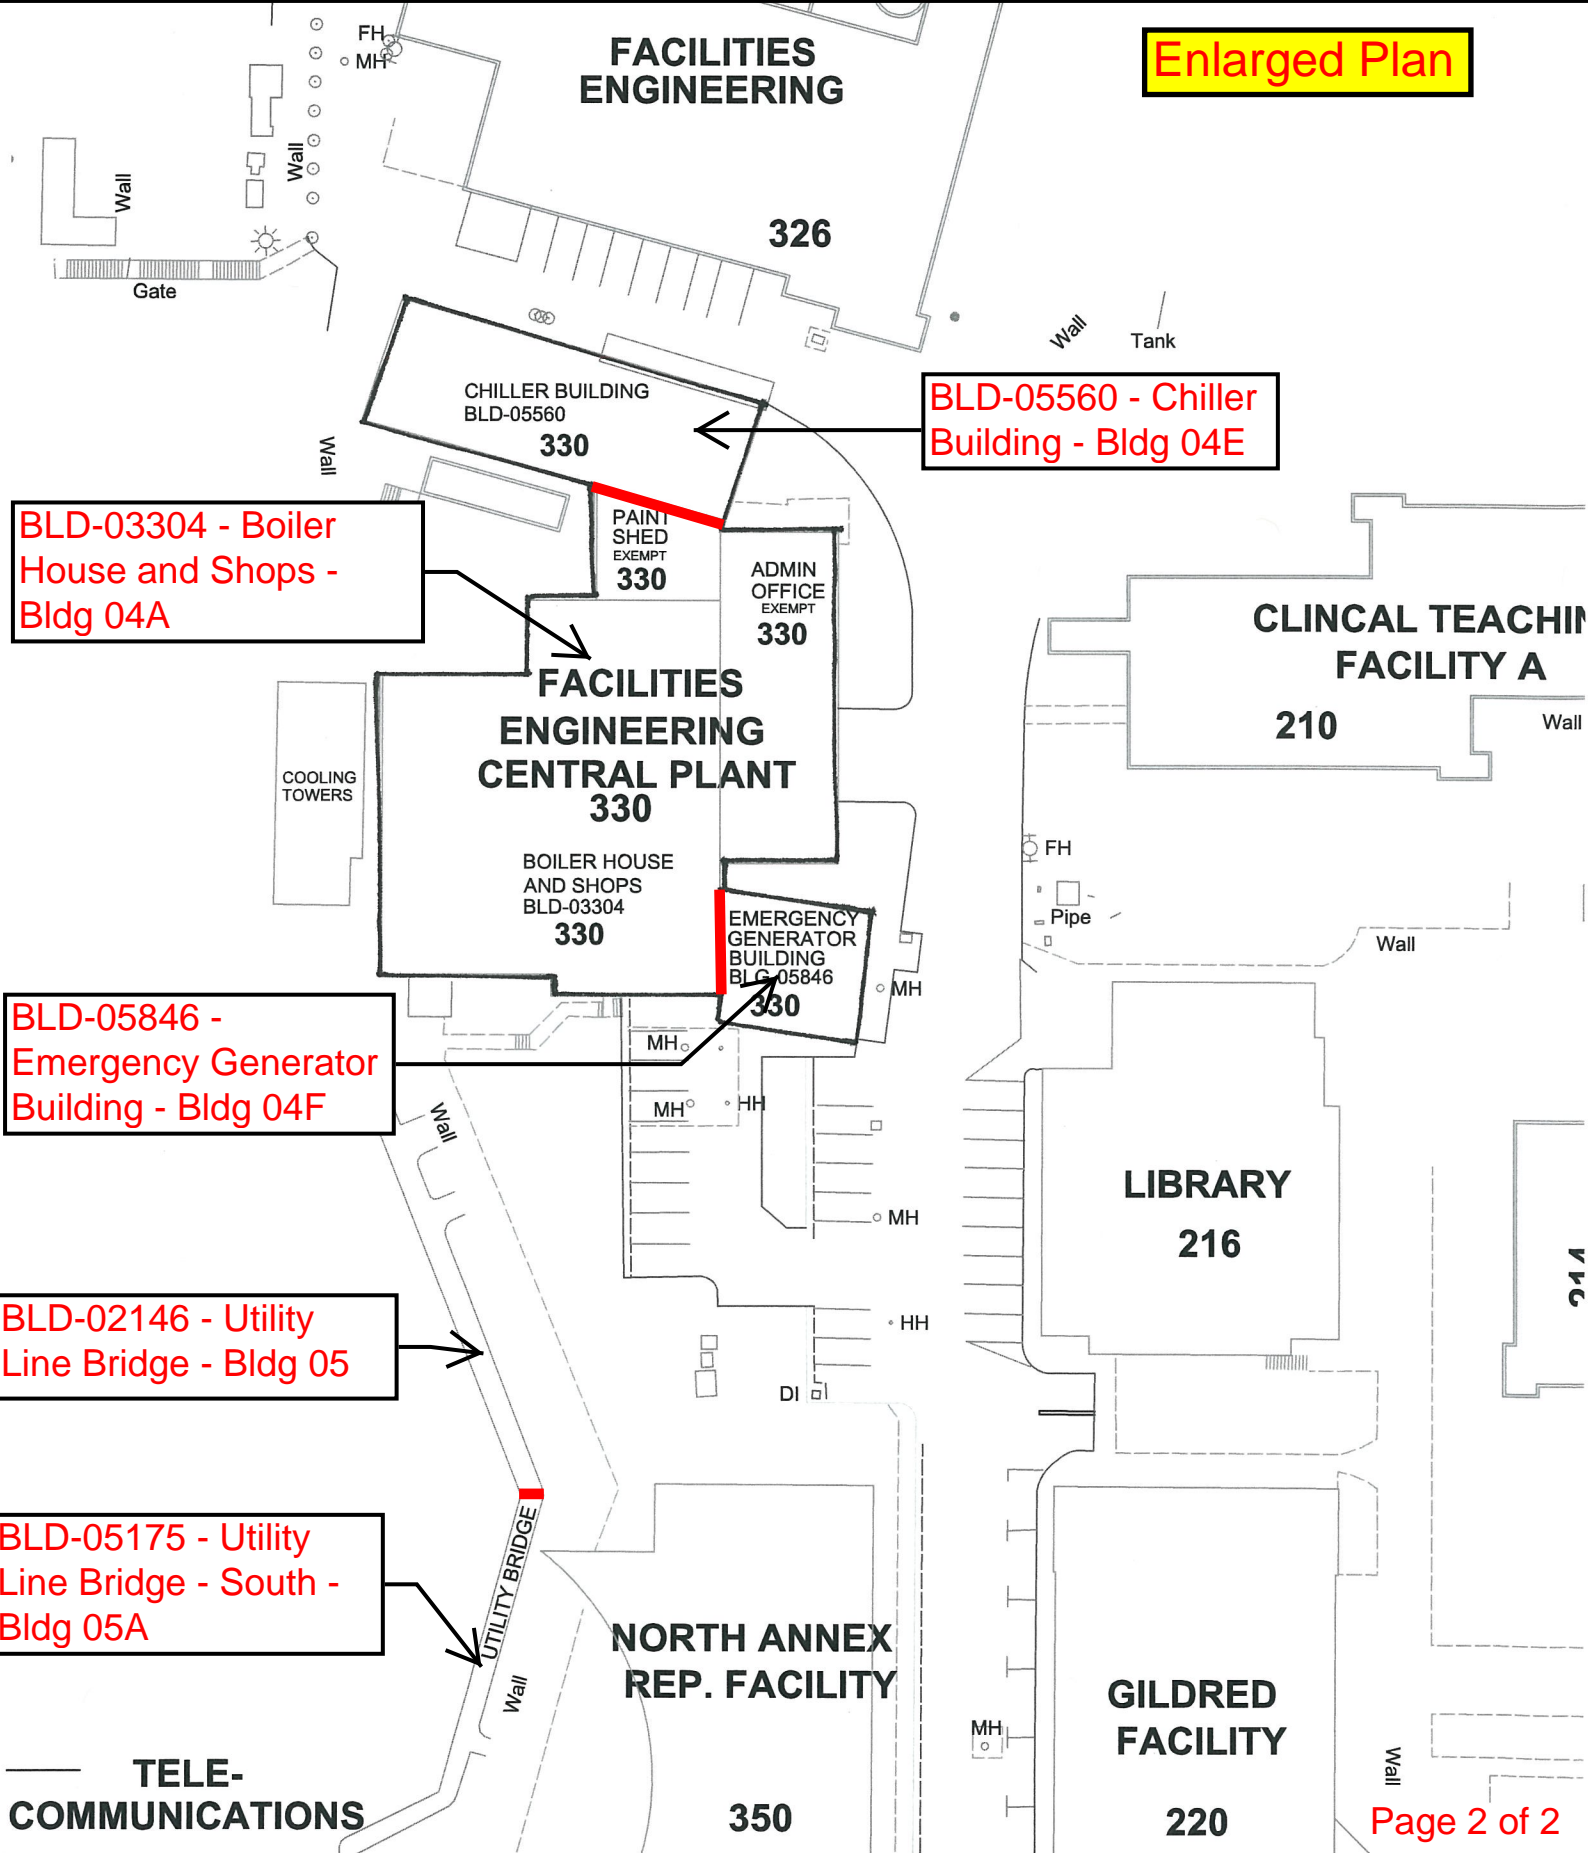 Enlarged Plan
FH
MH
FACILITIES
ENGINEERING
326
Wall
Wall
Gate
Wall
Tank
CHILLER BUILDING
BLD-05560
330
BLD-05560 - Chiller
Building - Bldg 04E
Wall
BLD-03304 - Boiler
House and Shops -
Bldg 04A
PAINT
SHED
EXEMPT
330
ADMIN
OFFICE
EXEMPT
330
CLINCAL TEACHIN
FACILITY A
210
Wall
FACILITIES
ENGINEERING
CENTRAL PLANT
330
COOLING
TOWERS
BOILER HOUSE
AND SHOPS
BLD-03304
330
FH
Pipe
Wall
EMERGENCY
GENERATOR
BUILDING
BLG-05846
330
MH
BLD-05846 -
Emergency Generator
Building - Bldg 04F
MH
MH
HH
Wall
MH
LIBRARY
216
BLD-02146 - Utility
Line Bridge - Bldg 05
HH
DI
BLD-05175 - Utility
Line Bridge - South -
Bldg 05A
UTILITY BRIDGE
Wall
NORTH ANNEX
REP. FACILITY
350
MH
GILDRED
FACILITY
220
Wall
TELE-
COMMUNICATIONS
Page 2 of 2